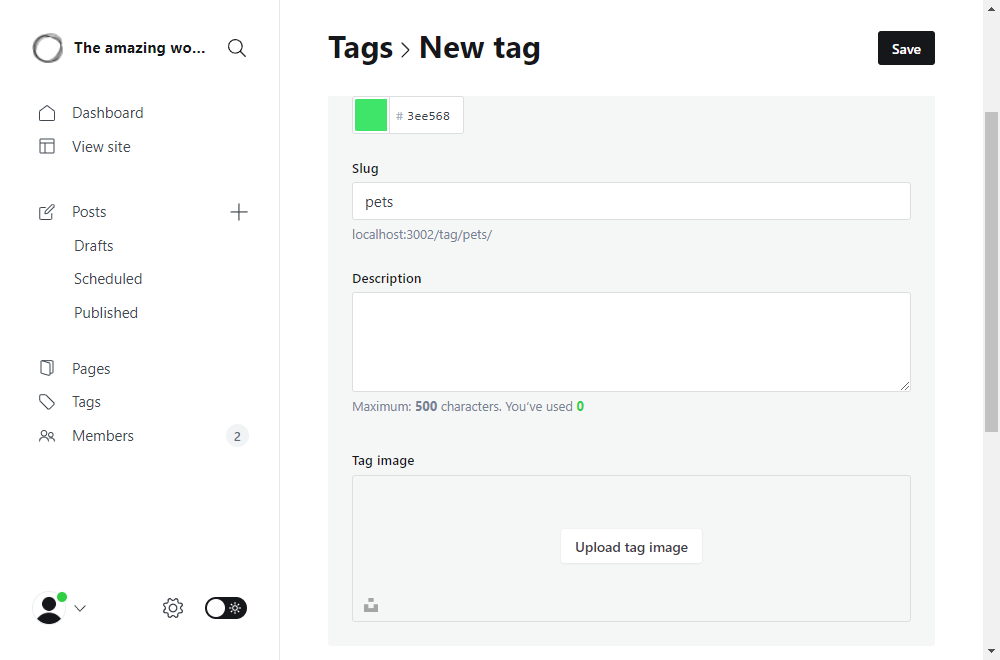 The amazing wo...
Dashboard
View site
Posts
Drafts
Scheduled
Published
Pages
Tags
Members
2
Tags > New tag
Save
# 3ee568
Slug
pets
localhost:3002/tag/pets/
Description
Maximum: 500 characters. You’ve used 0
Tag image
Upload tag image